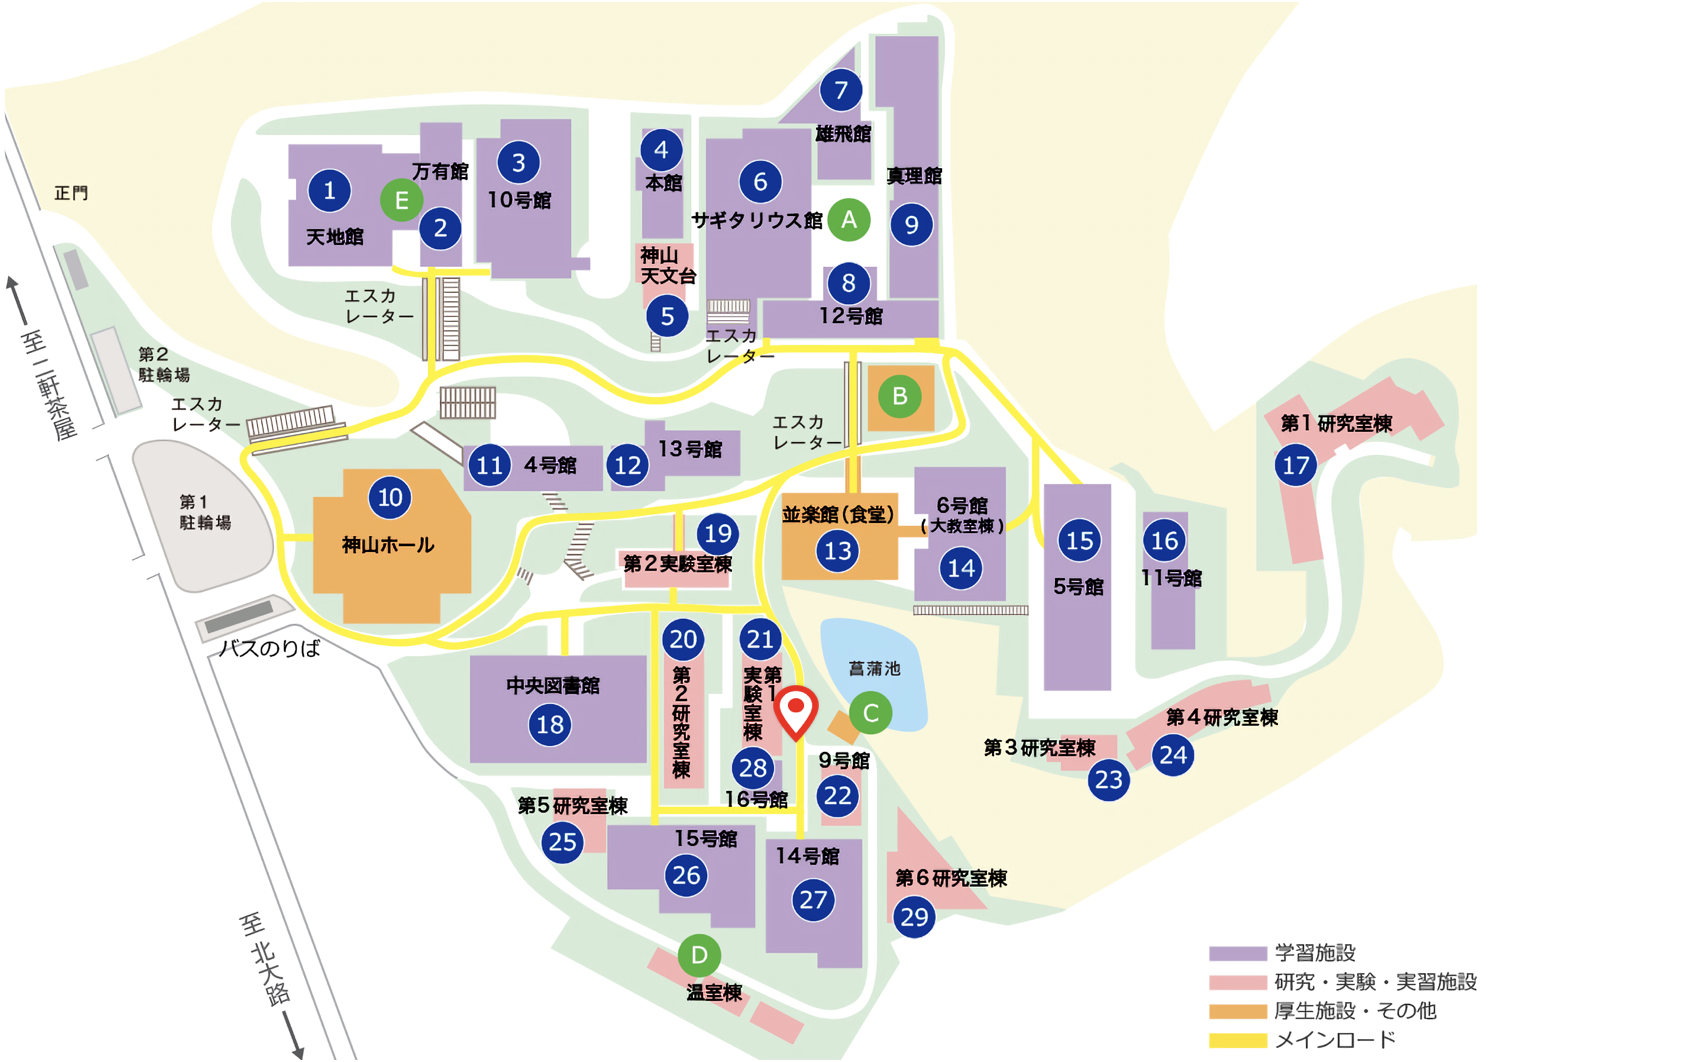 7
雄飛館
4
本館
3
10号館
万有館
1
天地館
E
2
6
サギタリウス館
A
真理館
9
正門
神山
天文台
5
8
12号館
エスカ
レーター
エスカ
レーター
至 二軒茶屋
第2
駐輪場
エスカ
レーター
エスカ
レーター
B
11
4号館
12
13号館
10
神山ホール
第1
駐輪場
19
第2実験室棟
並楽館(食堂)
13
6号館
(大教室棟)
14
15
5号館
16
11号館
第1研究室棟
17
バスのりば
中央図書館
18
20
第2研究室棟
21
第1
実験室棟
28
16号館
菖蒲池
C
9号館
22
第3研究室棟
23
第4研究室棟
24
第5研究室棟
25
15号館
26
14号館
27
第6研究室棟
29
D
温室棟
至 北大路
学習施設
研究・実験・実習施設
厚生施設・その他
メインロード